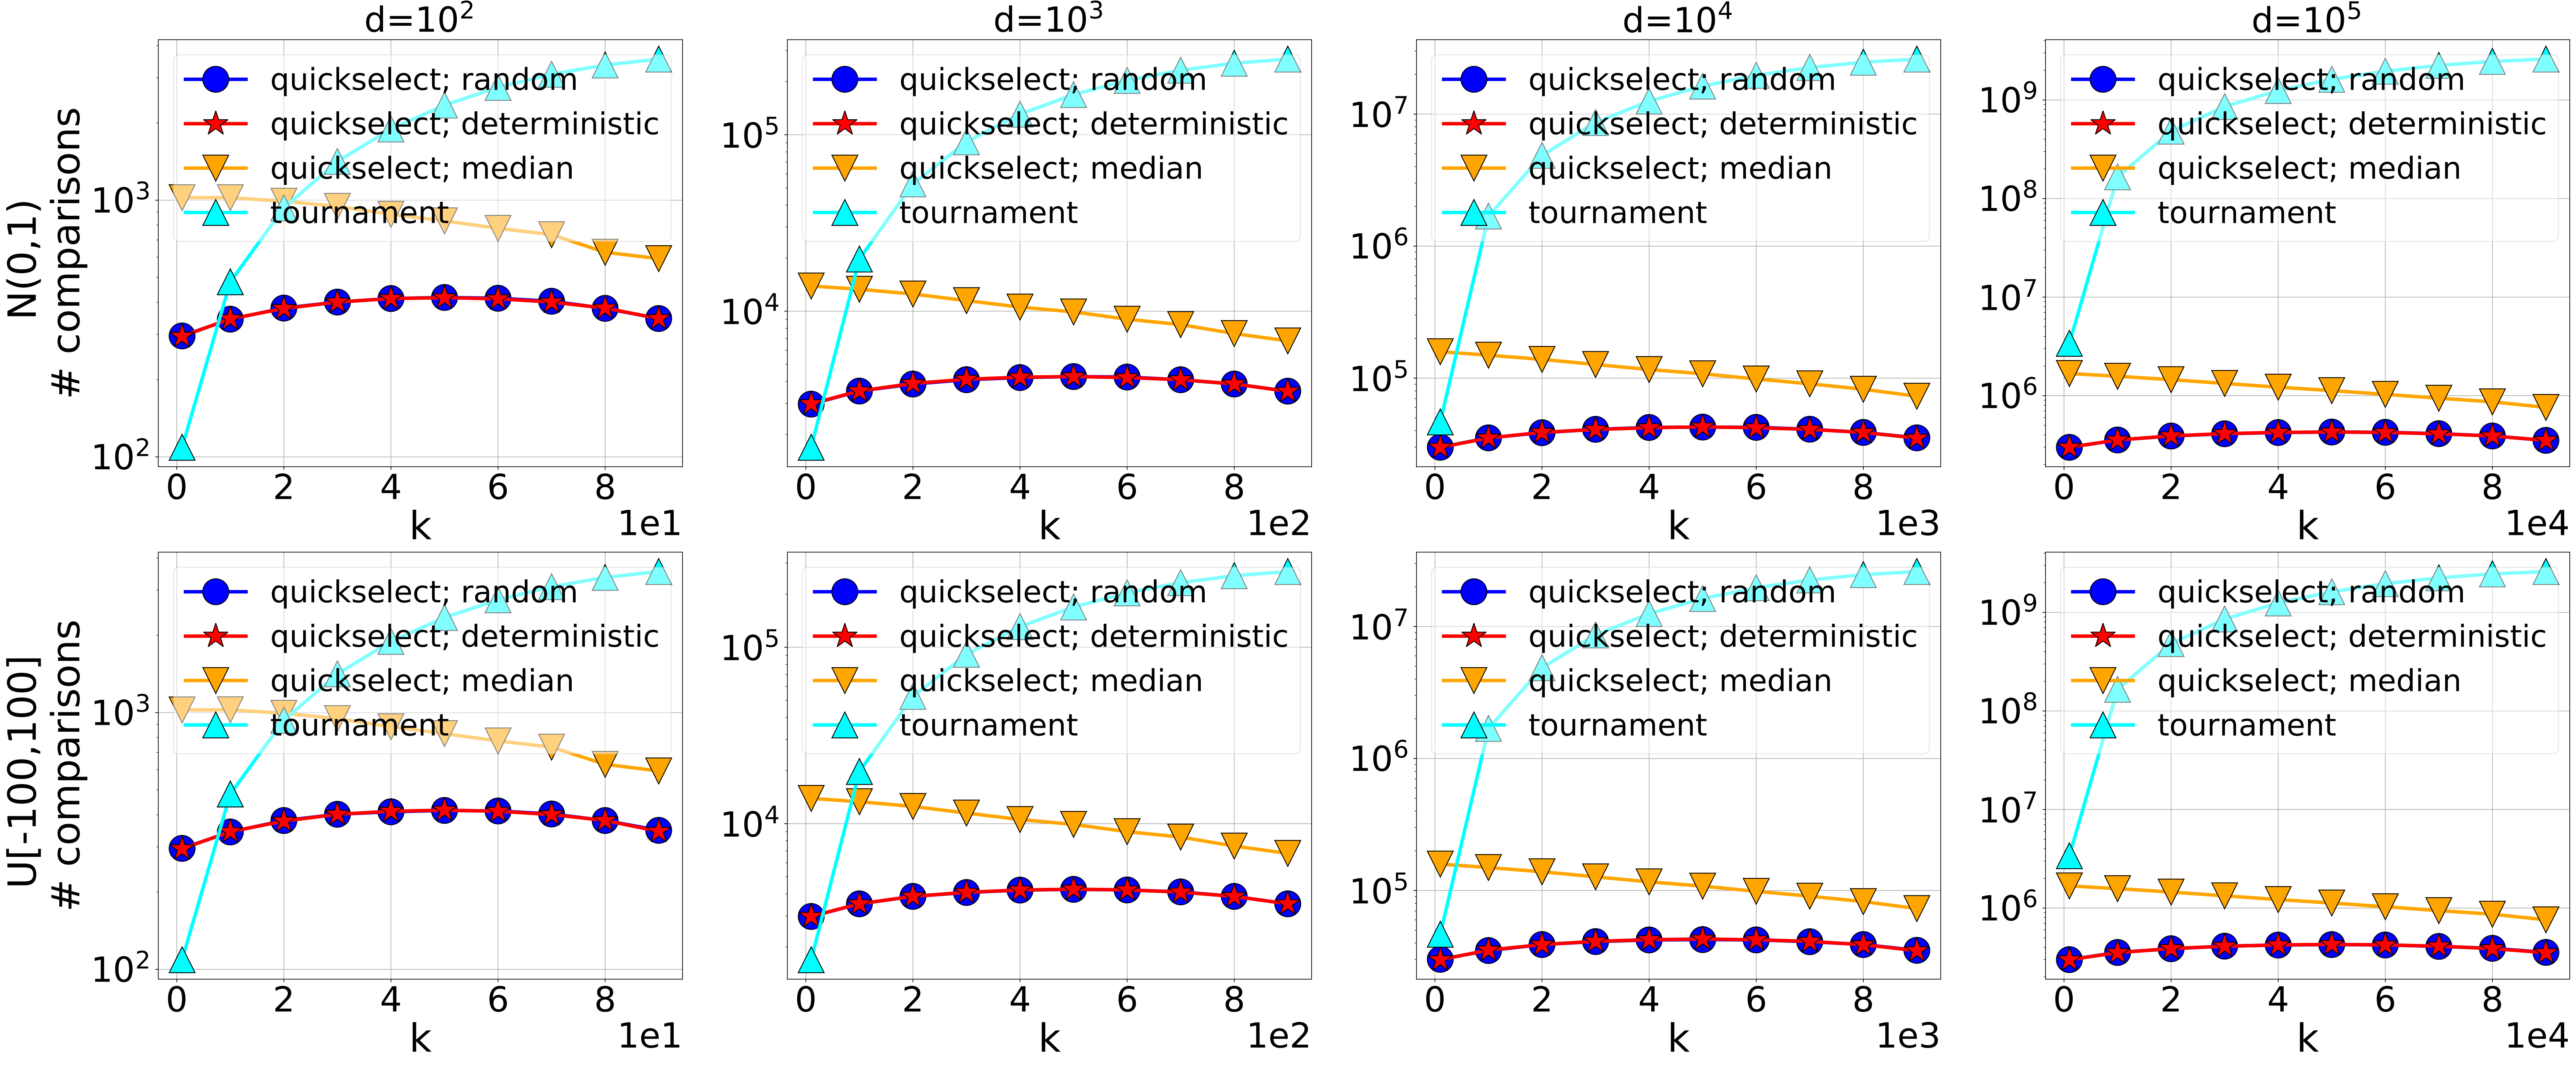 d=10²
d=10³
d=10⁴
d=10⁵
N(0,1)
# comparisons
10³
10²
quickselect; random
quickselect; deterministic
quickselect; median
tournament
0 2 4 6 8
k
1e1
10⁵
10⁴
quickselect; random
quickselect; deterministic
quickselect; median
tournament
0 2 4 6 8
k
1e2
10⁷
10⁶
10⁵
quickselect; random
quickselect; deterministic
quickselect; median
tournament
0 2 4 6 8
k
1e3
10⁹
10⁸
10⁷
10⁶
quickselect; random
quickselect; deterministic
quickselect; median
tournament
0 2 4 6 8
k
1e4
U[-100,100]
# comparisons
10³
10²
quickselect; random
quickselect; deterministic
quickselect; median
tournament
0 2 4 6 8
k
1e1
10⁵
10⁴
quickselect; random
quickselect; deterministic
quickselect; median
tournament
0 2 4 6 8
k
1e2
10⁷
10⁶
10⁵
quickselect; random
quickselect; deterministic
quickselect; median
tournament
0 2 4 6 8
k
1e3
10⁹
10⁸
10⁷
10⁶
quickselect; random
quickselect; deterministic
quickselect; median
tournament
0 2 4 6 8
k
1e4